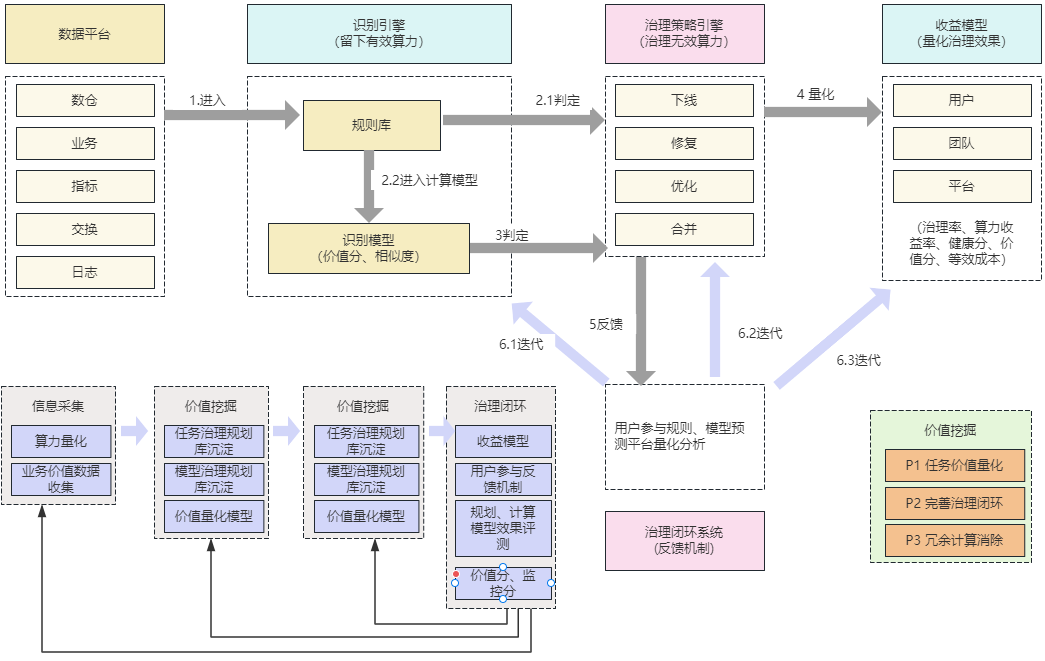 数据平台
识别引擎
（留下有效算力）
治理策略引擎
（治理无效算力）
收益模型
（量化治理效果）
数仓
业务
指标
交换
日志
1.进入
规则库
2.2进入计算模型
识别模型
（价值分、相似度）
2.1判定
3判定
下线
修复
优化
合并
4 量化
用户
团队
平台
（治理率、算力收
益率、健康分、价
值分、等效成本）
5反馈
6.1迭代
6.2迭代
6.3迭代
用户参与规则、模型预
测平台量化分析
治理闭环系统
（反馈机制）
信息采集
算力量化
业务价值数据
收集
价值挖掘
任务治理规划
库沉淀
模型治理规划
库沉淀
价值量化模型
价值挖掘
任务治理规划
库沉淀
模型治理规划
库沉淀
价值量化模型
治理闭环
收益模型
用户参与反
馈机制
规划、计算
模型效果评
测
价值分、监
控分
价值挖掘
P1 任务价值量化
P2 完善治理闭环
P3 冗余计算消除